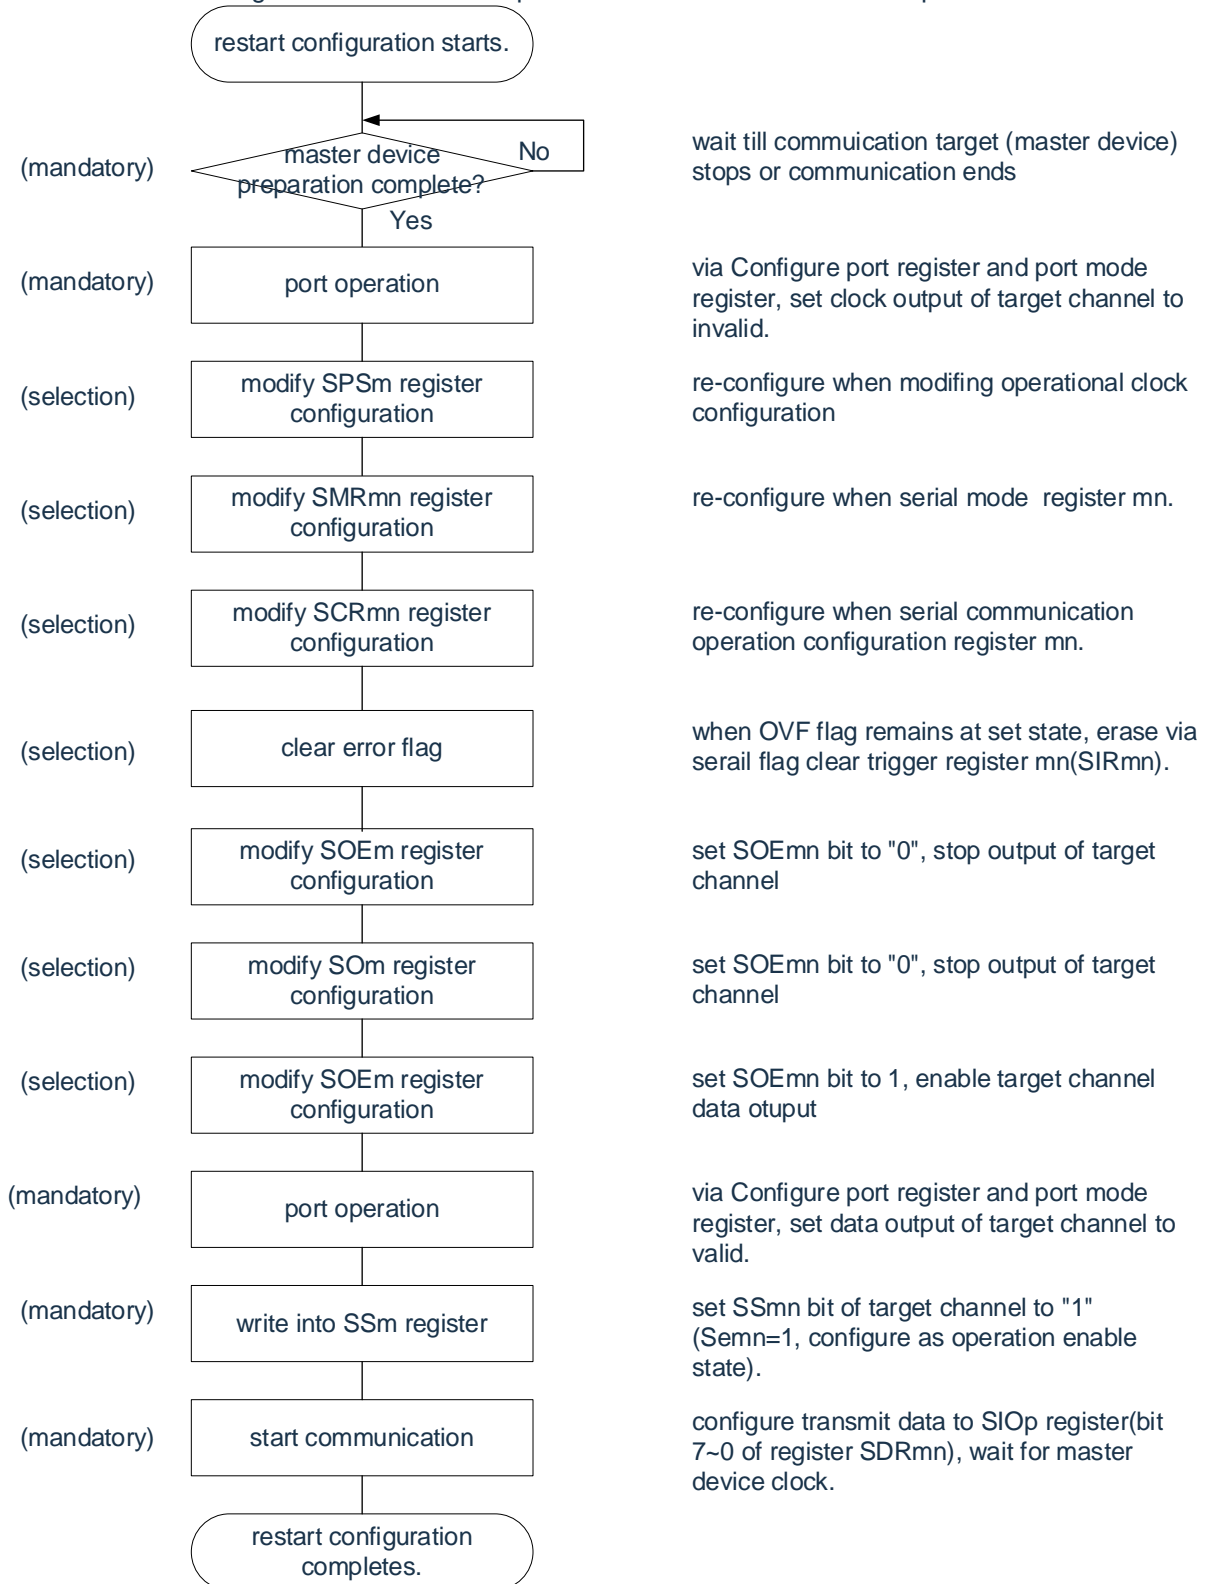 restart configuration starts.
(mandatory)
master device
preparation complete?
No
Yes
wait till commuication target (master device)
stops or communication ends
(mandatory)
port operation
via Configure port register and port mode
register, set clock output of target channel to
invalid.
(selection)
modify SPSm register
configuration
re-configure when modifing operational clock
configuration
(selection)
modify SMRmn register
configuration
re-configure when serial mode  register mn.
(selection)
modify SCRmn register
configuration
re-configure when serial communication
operation configuration register mn.
(selection)
clear error flag
when OVF flag remains at set state, erase via
serail flag clear trigger register mn(SIRmn).
(selection)
modify SOEm register
configuration
set SOEmn bit to "0", stop output of target
channel
(selection)
modify SOm register
configuration
set SOEmn bit to "0", stop output of target
channel
(selection)
modify SOEm register
configuration
set SOEmn bit to 1, enable target channel
data otuput
(mandatory)
port operation
via Configure port register and port mode
register, set data output of target channel to
valid.
(mandatory)
write into SSm register
set SSmn bit of target channel to "1"
(Semn=1, configure as operation enable
state).
(mandatory)
start communication
configure transmit data to SIOp register(bit
7~0 of register SDRmn), wait for master
device clock.
restart configuration
completes.